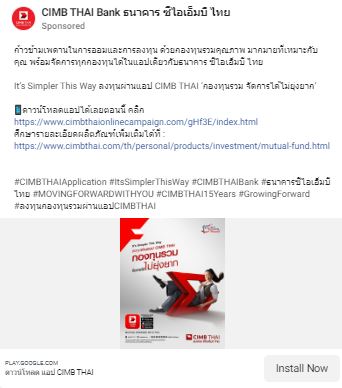 CIMB THAI Bank ธนาคาร ซีไอเอ็มบี ไทย
Sponsored
ก้าวข้ามเพดานในการออมและการลงทุน ด้วยกองทุนรวมคุณภาพ มากมายที่เหมาะกับ
คุณ พร้อมจัดการทุกกองทุนได้ในแอปเดียวกับธนาคาร ซีไอเอ็มบี ไทย
It's Simpler This Way ลงทุนผ่านแอป CIMB THAI 'กองทุนรวม จัดการได้ไม่ยุ่งยาก'
ดาวน์โหลดแอปได้เลยตอนนี้ คลิก
https://www.cimbthaionlinecampaign.com/gHf3E/index.html
ศึกษารายละเอียดผลิตภัณฑ์เพิ่มเติมได้ที่ :
https://www.cimbthai.com/th/personal/products/investment/mutual-fund.html
#CIMBTHAIApplication #ItsSimplerThisWay #CIMBTHAIBank #ธนาคารซีไอเอ็มบี
ไทย #MOVINGFORWARDWITHYOU #CIMBTHAI15Years #GrowingForward
#ลงทุนกองทุนรวมผ่านแอปCIMBTHAI
It's Simple This Way
กองทุนรวม
ไม่ยุ่งยาก
CIMB THAI
PLAY.GOOGLE.COM
ดาวน์โหลด แอป CIMB THAI
Install Now